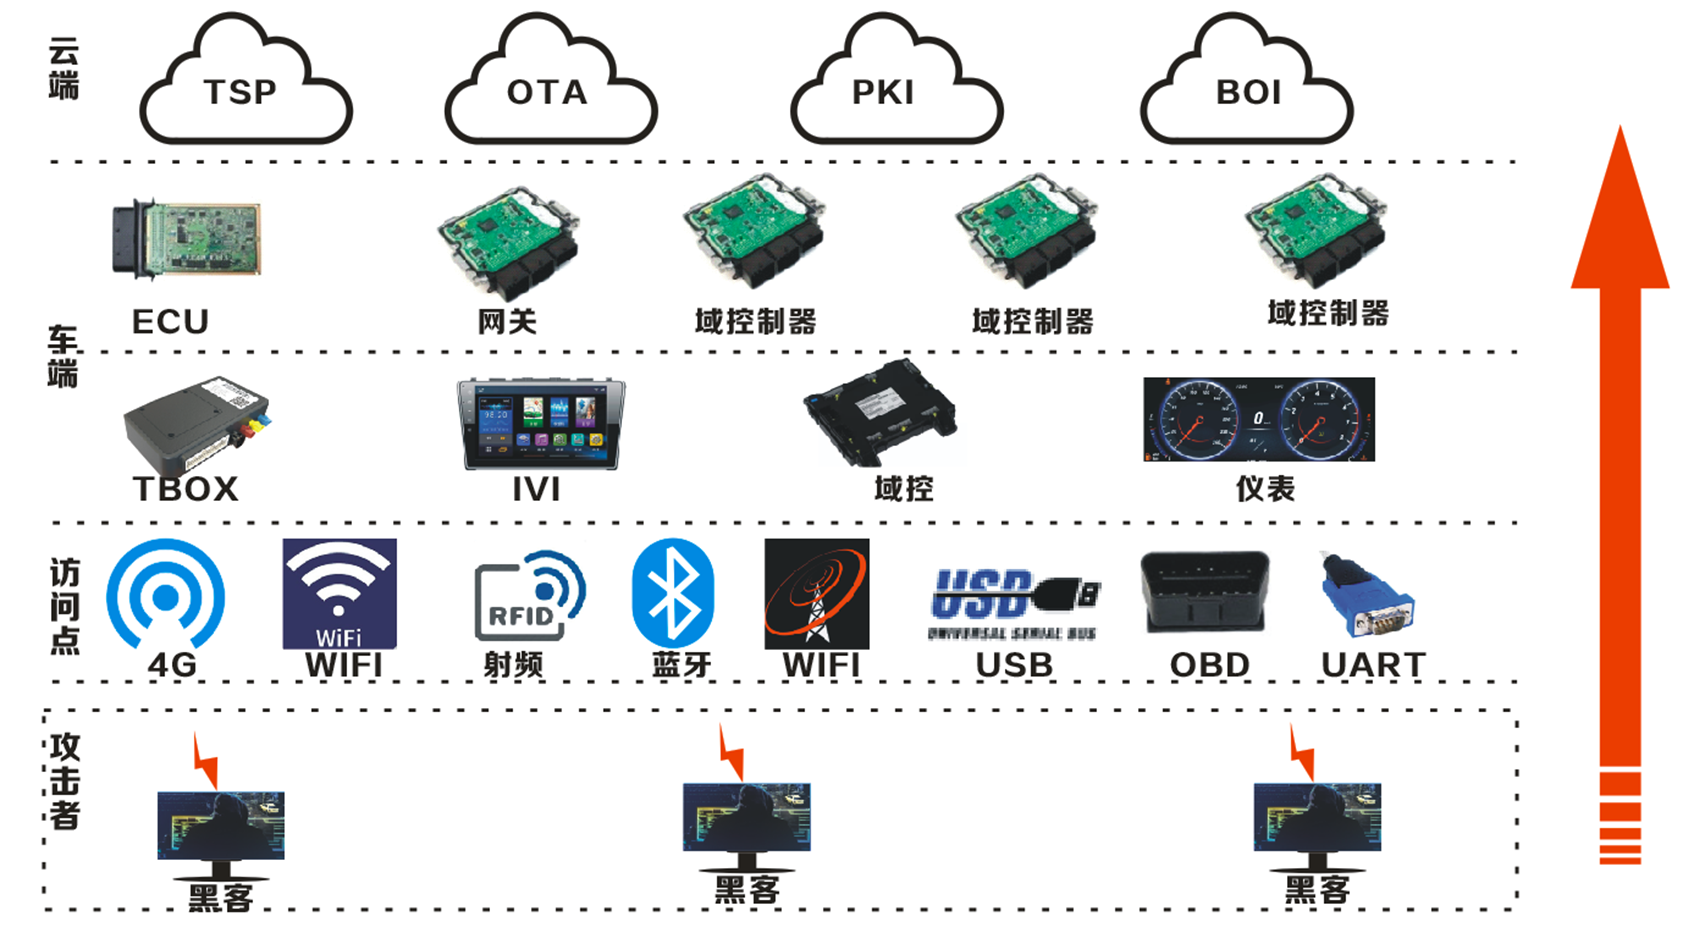 云端
TSP
OTA
PKI
BOI
车端
ECU
网关
域控制器
域控制器
域控制器
TBOX
IVI
域控
仪表
访问点
WiFi
RFID
USB
UNIVERSAL SERIAL BUS
4G
WIFI
射频
蓝牙
WIFI
USB
OBD
UART
攻击者
黑客
黑客
黑客